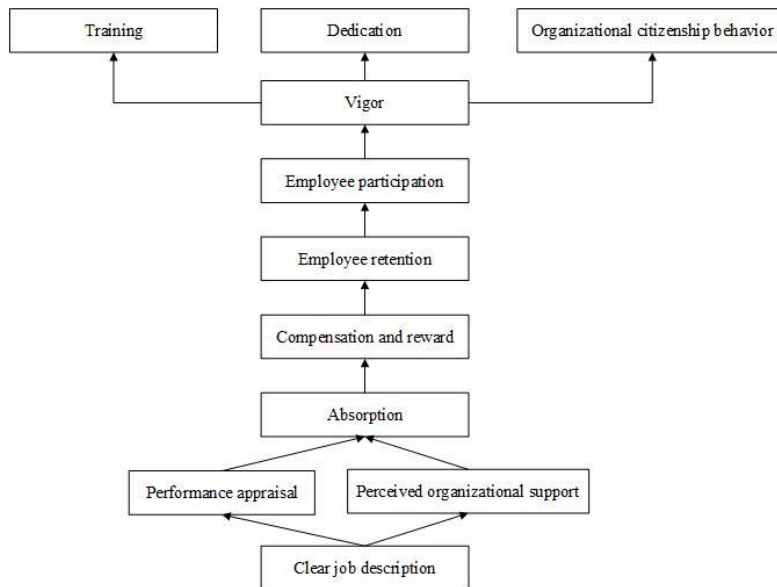 Training
Dedication
Organizational citizenship behavior
Vigor
Employee participation
Employee retention
Compensation and reward
Absorption
Performance appraisal
Perceived organizational support
Clear job description